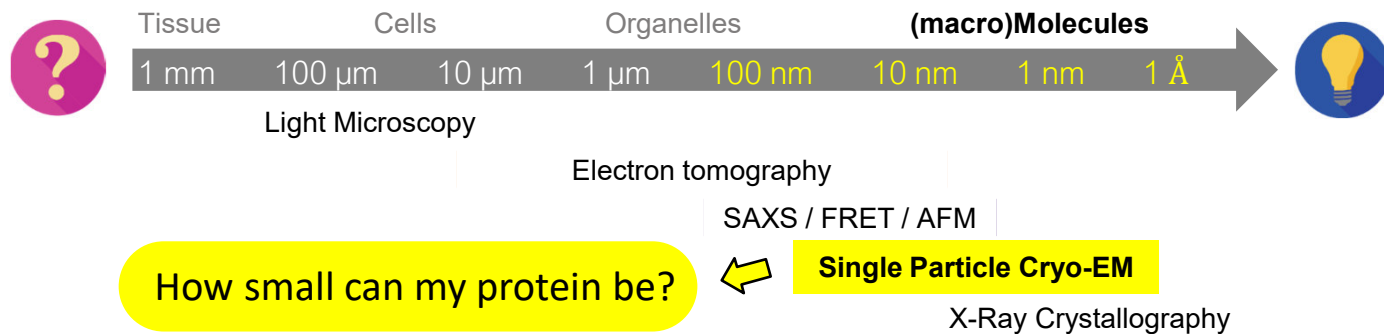 Tissue Cells Organelles (macro)Molecules
? 1 mm 100 µm 10 µm 1 µm 100 nm 10 nm 1 nm 1 Å
Light Microscopy
Electron tomography
SAXS / FRET / AFM
How small can my protein be? Single Particle Cryo-EM
X-Ray Crystallography